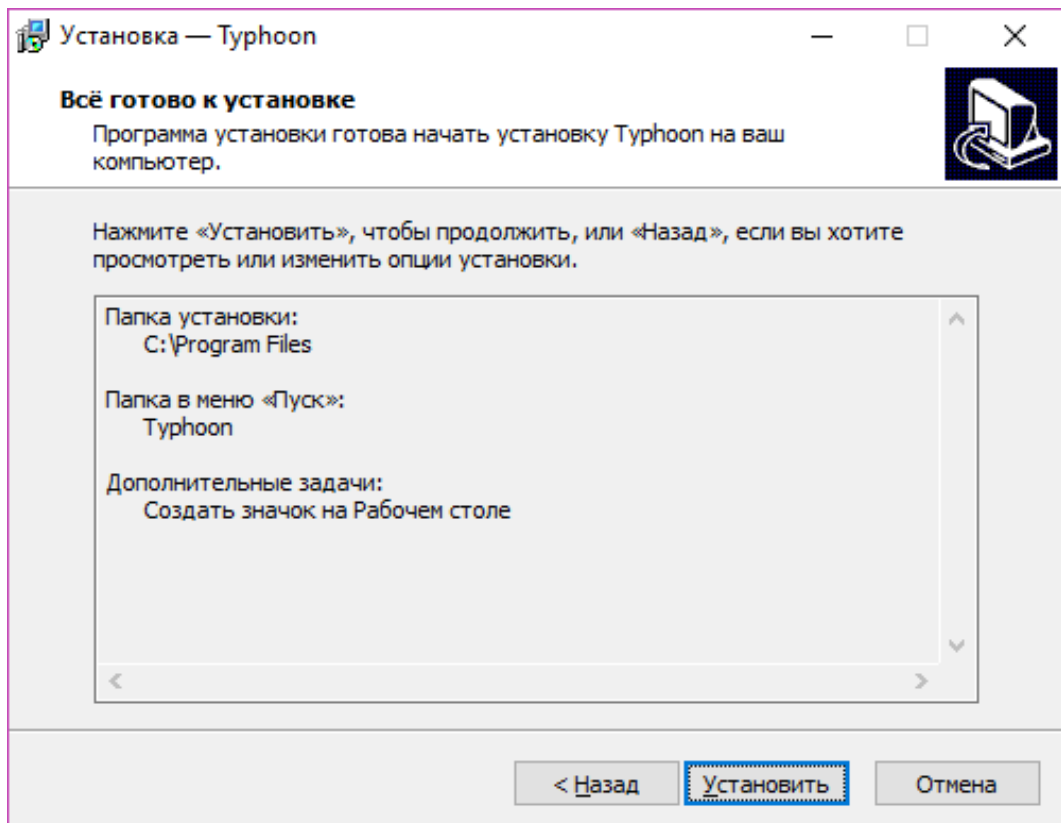 Установка — Typhoon
Всё готово к установке
Программа установки готова начать установку Typhoon на ваш
компьютер.
Нажмите «Установить», чтобы продолжить, или «Назад», если вы хотите
просмотреть или изменить опции установки.
Папка установки:
C:\Program Files
Папка в меню «Пуск»:
Typhoon
Дополнительные задачи:
Создать значок на Рабочем столе
< Назад
Установить
Отмена